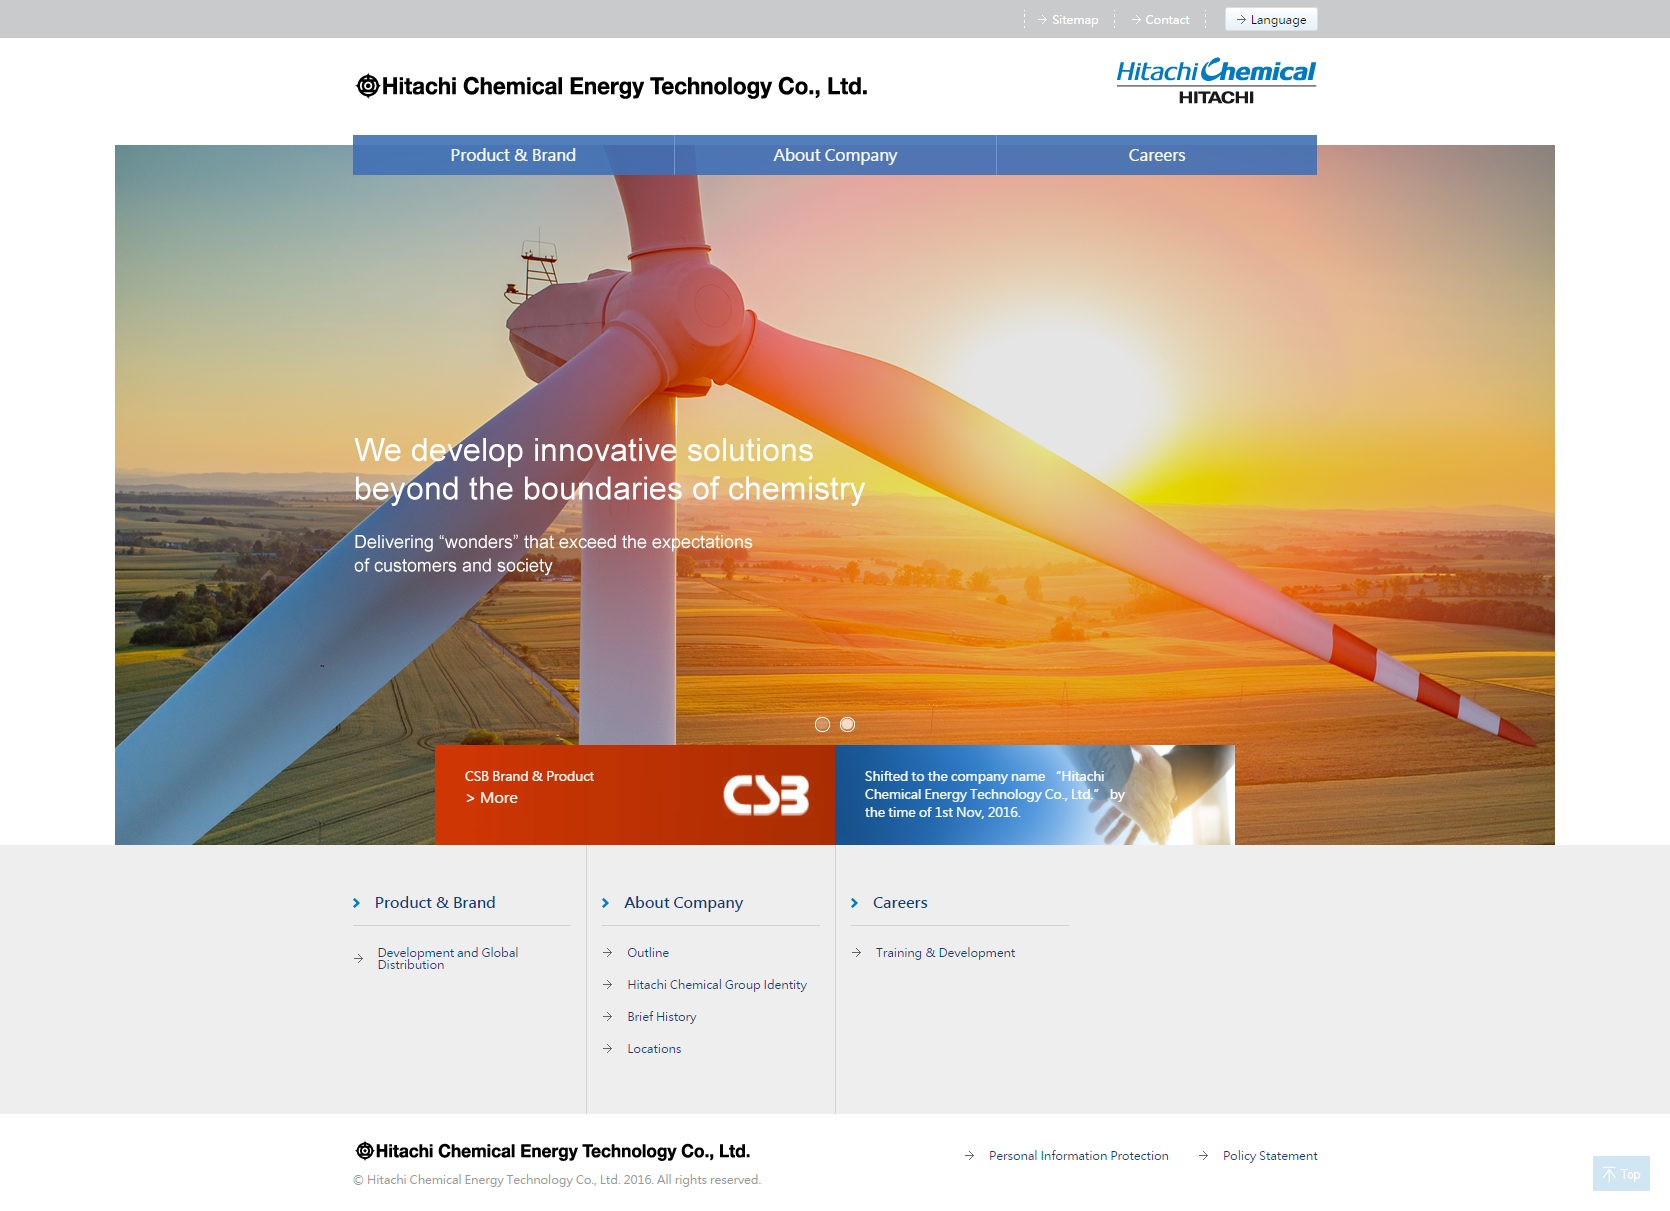 Sitemap
Contact
Language
Hitachi Chemical Energy Technology Co., Ltd.
Hitachi Chemical
HITACHI
Product & Brand
About Company
Careers
We develop innovative solutions
beyond the boundaries of chemistry
Delivering “wonders” that exceed the expectations
of customers and society
CSB Brand & Product
> More
CSB
Shifted to the company name “Hitachi
Chemical Energy Technology Co., Ltd.” by
the time of 1st Nov, 2016.
Product & Brand
Development and Global
Distribution
About Company
Outline
Hitachi Chemical Group Identity
Brief History
Locations
Careers
Training & Development
Hitachi Chemical Energy Technology Co., Ltd.
© Hitachi Chemical Energy Technology Co., Ltd. 2016. All rights reserved.
Personal Information Protection
Policy Statement
Top